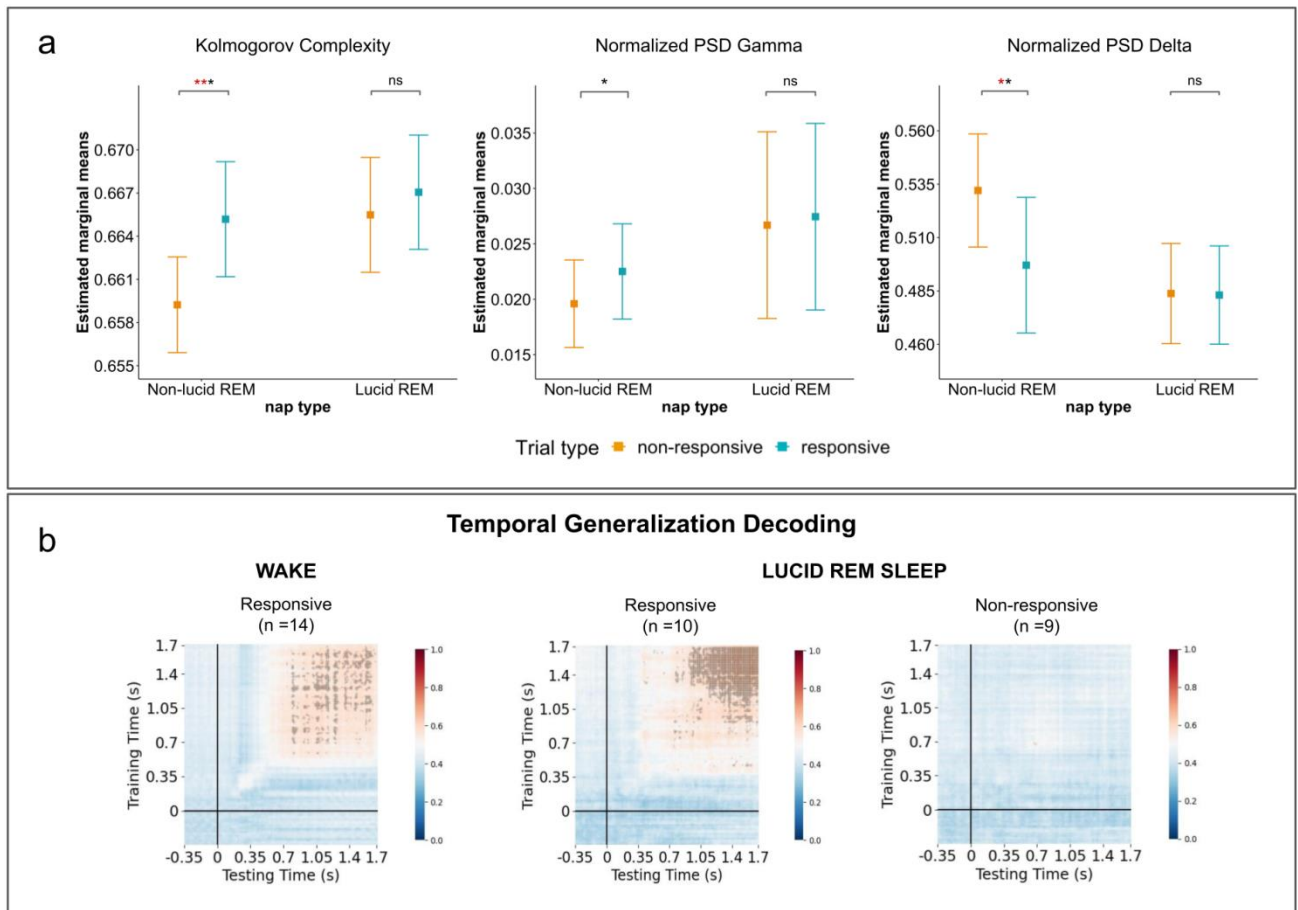 a
Kolmogorov Complexity
Normalized PSD Gamma
Normalized PSD Delta
***
ns
*
ns
**
ns
Estimated marginal means
0.670
0.667
0.664
0.661
0.658
0.655
Non-lucid REM
Lucid REM
nap type
Estimated marginal means
0.035
0.030
0.025
0.020
0.015
Non-lucid REM
Lucid REM
nap type
Estimated marginal means
0.560
0.535
0.510
0.485
0.460
Non-lucid REM
Lucid REM
nap type
Trial type non-responsive responsive
b
Temporal Generalization Decoding
WAKE
LUCID REM SLEEP
Responsive
(n =14)
Training Time (s)
1.7
1.4
1.05
0.7
0.35
0
-0.35 0 0.35 0.7 1.05 1.4 1.7
Testing Time (s)
1.0
0.8
0.6
0.4
0.2
0.0
Responsive
(n =10)
Training Time (s)
1.7
1.4
1.05
0.7
0.35
0
-0.35 0 0.35 0.7 1.05 1.4 1.7
Testing Time (s)
1.0
0.8
0.6
0.4
0.2
0.0
Non-responsive
(n =9)
Training Time (s)
1.7
1.4
1.05
0.7
0.35
0
-0.35 0 0.35 0.7 1.05 1.4 1.7
Testing Time (s)
1.0
0.8
0.6
0.4
0.2
0.0